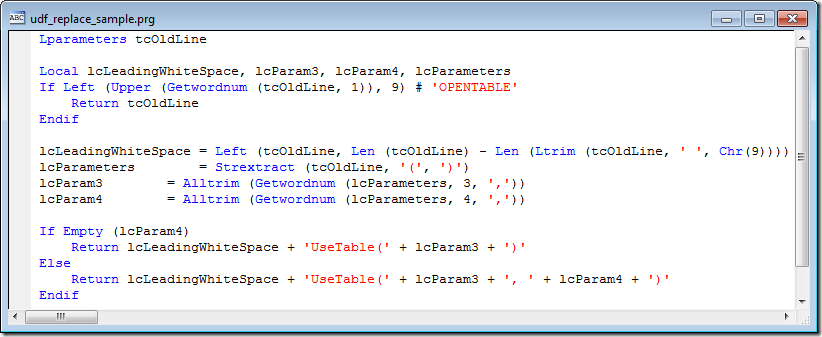 udf_replace_sample.prg
Lparameters tcOldLine
Local lcLeadingWhiteSpace, lcParam3, lcParam4, lcParameters
If Left (Upper (Getwordnum (tcOldLine, 1)), 9) # 'OPENTABLE'
    Return tcOldLine
Endif
lcLeadingWhiteSpace = Left (tcOldLine, Len (tcOldLine) - Len (Ltrim (tcOldLine, ' ', Chr(9))))
lcParameters        = Strextract (tcOldLine, '(', ')')
lcParam3        = Alltrim (Getwordnum (lcParameters, 3, ','))
lcParam4        = Alltrim (Getwordnum (lcParameters, 4, ','))
If Empty (lcParam4)
    Return lcLeadingWhiteSpace + 'UseTable(' + lcParam3 + ')'
Else
    Return lcLeadingWhiteSpace + 'UseTable(' + lcParam3 + ', ' + lcParam4 + ')'
Endif